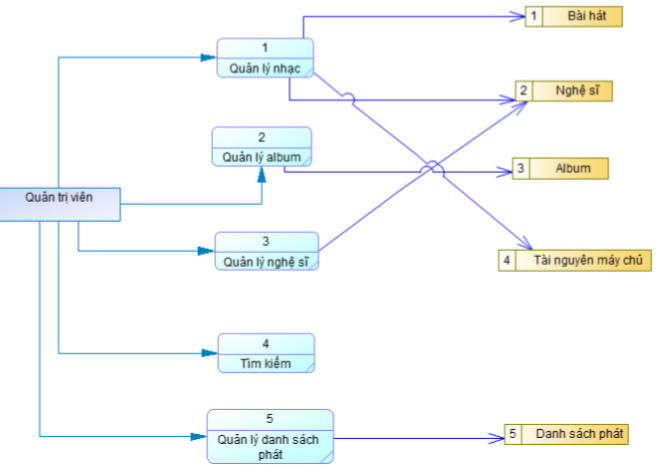 1 Bài hát
1
Quản lý nhạc
2 Nghệ sĩ
2
Quản lý album
3 Album
Quản trị viên
3
Quản lý nghệ sĩ
4 Tài nguyên máy chủ
4
Tìm kiếm
5
Quản lý danh sách
phát
5 Danh sách phát